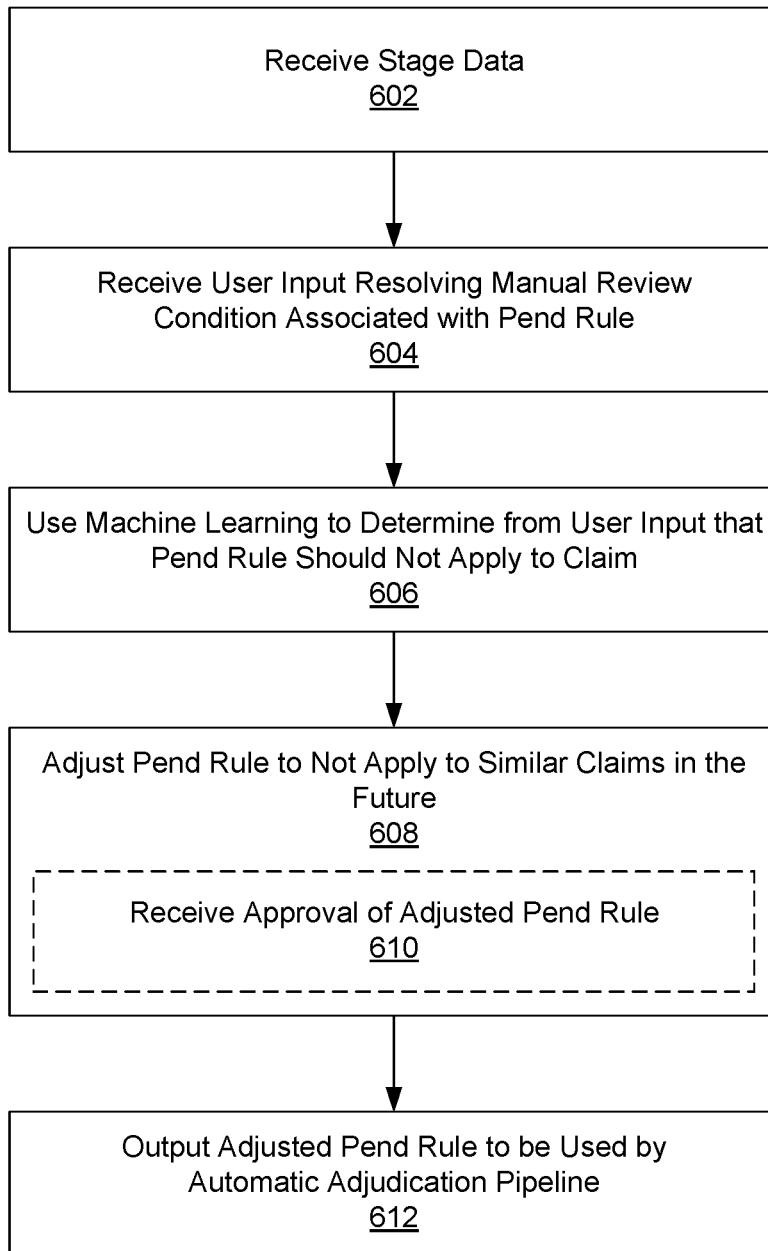 Receive Stage Data
602
Receive User Input Resolving Manual Review
Condition Associated with Pend Rule
604
Use Machine Learning to Determine from User Input that
Pend Rule Should Not Apply to Claim
606
Adjust Pend Rule to Not Apply to Similar Claims in the
Future
608
Receive Approval of Adjusted Pend Rule
610
Output Adjusted Pend Rule to be Used by
Automatic Adjudication Pipeline
612